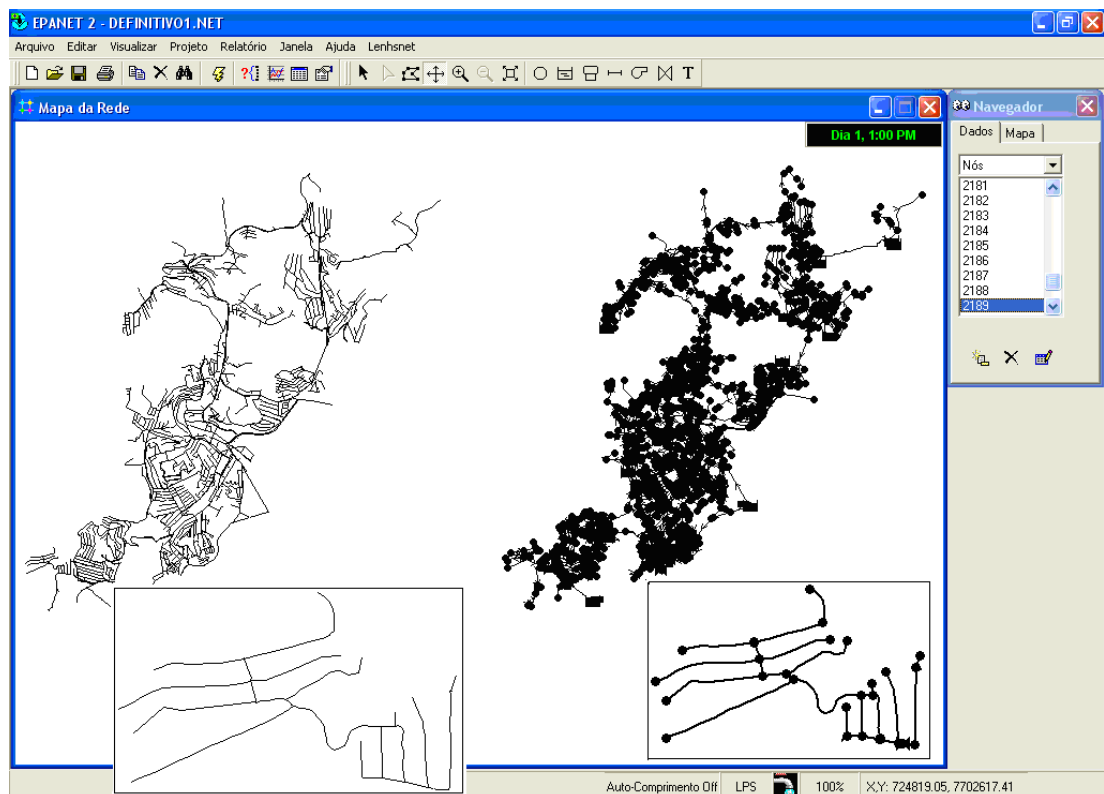 EPANET 2 - DEFINITIVO1.NET
Arquivo Editar Visualizar Projeto Relatório Janela Ajuda Lenhsnet
T
Mapa da Rede
Dia 1, 1:00 PM
Navegador
Dados Mapa
Nós
2181
2182
2183
2184
2185
2186
2187
2188
2189
Auto-Comprimento Off LPS 100% X,Y: 724819.05, 7702617.41